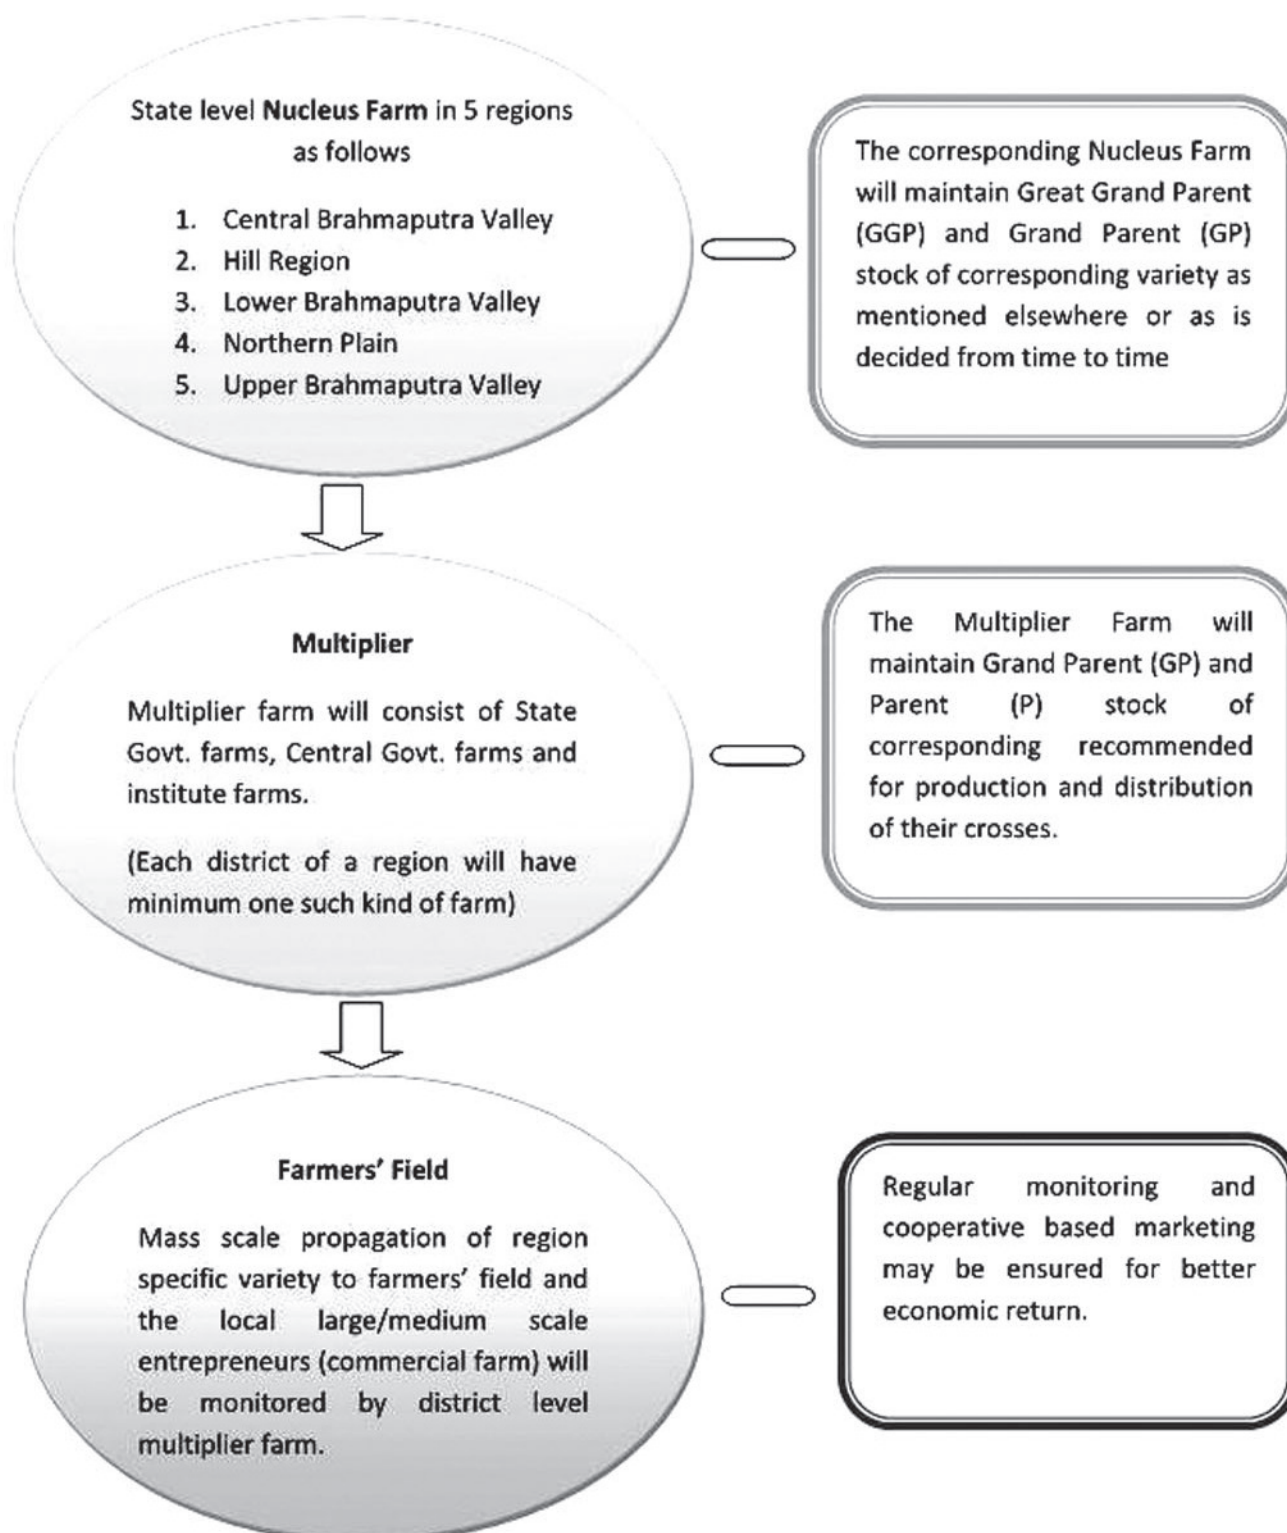 State level Nucleus Farm in 5 regions
as follows
1. Central Brahmaputra Valley
2. Hill Region
3. Lower Brahmaputra Valley
4. Northern Plain
5. Upper Brahmaputra Valley
The corresponding Nucleus Farm
will maintain Great Grand Parent
(GGP) and Grand Parent (GP)
stock of corresponding variety as
mentioned elsewhere or as is
decided from time to time
Multiplier
Multiplier farm will consist of State
Govt. farms, Central Govt. farms and
institute farms.
(Each district of a region will have
minimum one such kind of farm)
The Multiplier Farm will
maintain Grand Parent (GP) and
Parent (P) stock of
corresponding recommended
for production and distribution
of their crosses.
Farmers’ Field
Mass scale propagation of region
specific variety to farmers’ field and
the local large/medium scale
entrepreneurs (commercial farm) will
be monitored by district level
multiplier farm.
Regular monitoring and
cooperative based marketing
may be ensured for better
economic return.